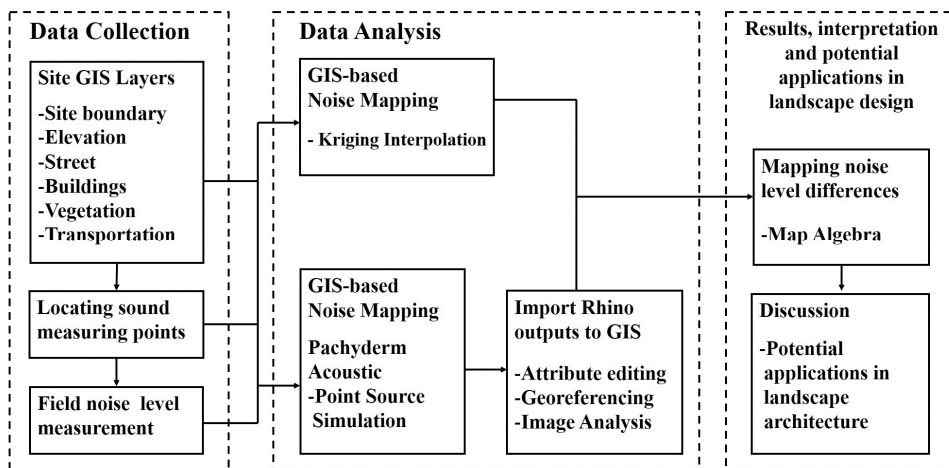 Data Collection
Site GIS Layers
-Site boundary
-Elevation
-Street
-Buildings
-Vegetation
-Transportation
Locating sound
measuring points
Field noise level
measurement
Data Analysis
GIS-based
Noise Mapping
- Kriging Interpolation
GIS-based
Noise Mapping
Pachyderm
Acoustic
-Point Source
Simulation
Import Rhino
outputs to GIS
-Attribute editing
-Georeferencing
-Image Analysis
Results, interpretation
and potential
applications in
landscape design
Mapping noise
level differences
-Map Algebra
Discussion
-Potential
applications in
landscape
architecture